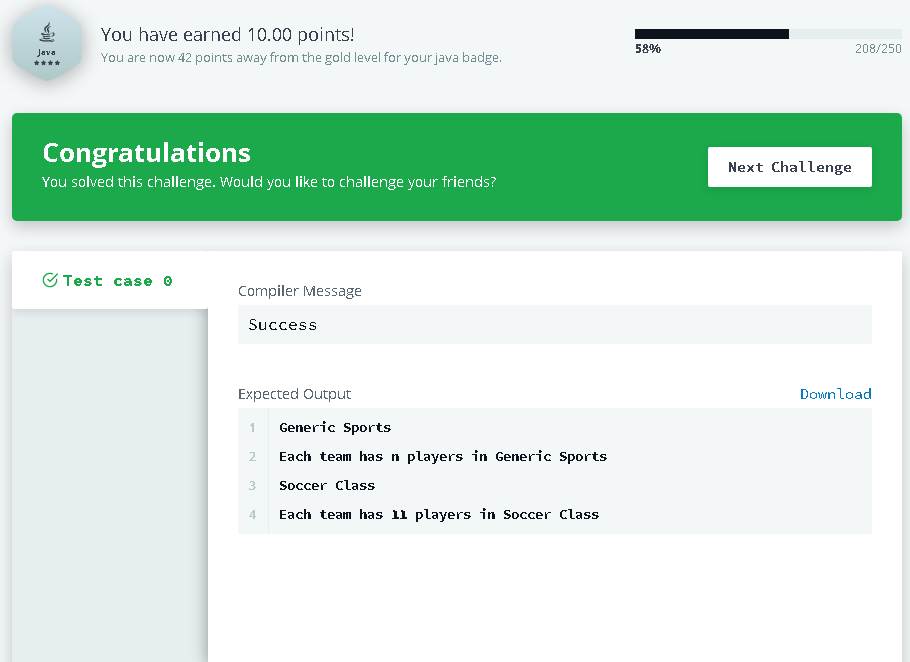 Java
You have earned 10.00 points!
You are now 42 points away from the gold level for your java badge.
58%
208/250
Congratulations
You solved this challenge. Would you like to challenge your friends?
Next Challenge
Test case 0
Compiler Message
Success
Expected Output
Download
1 Generic Sports
2 Each team has n players in Generic Sports
3 Soccer Class
4 Each team has 11 players in Soccer Class